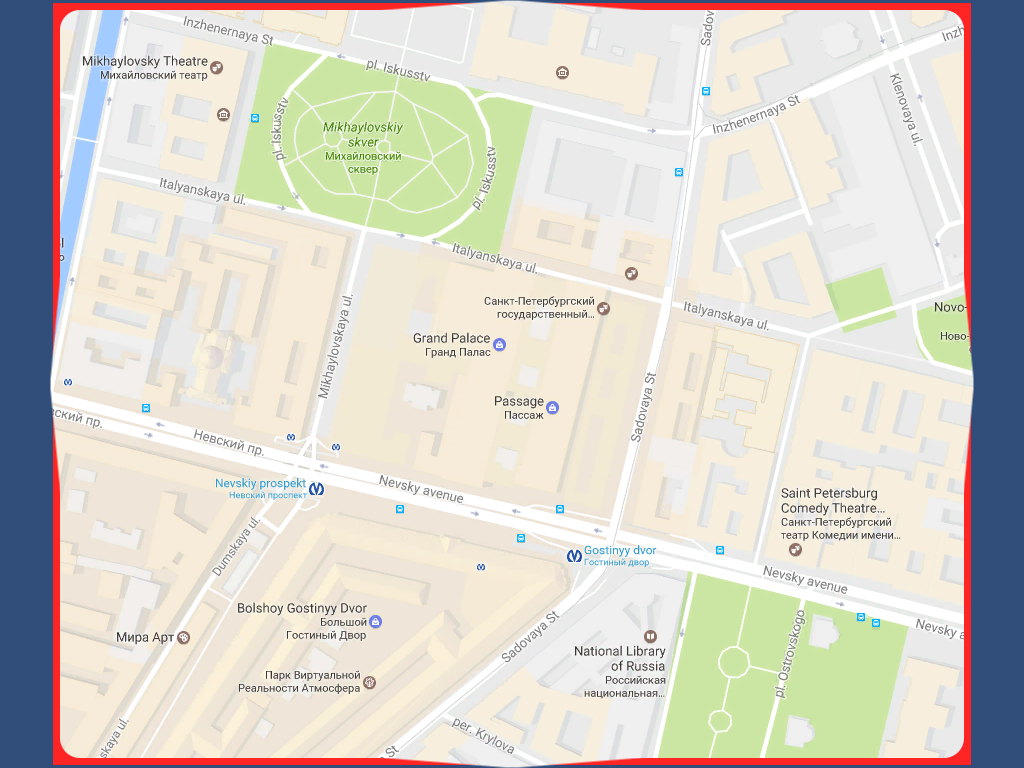 Inzhenernaya St
Sadov
Inzh
Mikhaylovsky Theatre
Михайловский театр
pl. Iskusstv
Klenovaya ul.
Inzhenernaya St
pl. Iskusstv
Mikhaylovskiy
skver
Михайловский
сквер
pl. Iskusstv
Italyanskaya ul.
Italyanskaya ul.
Санкт-Петербургский
государственный...
Italyanskaya ul.
Novo-
Ново-
Mikhaylovskaya ul.
Grand Palace
Гранд Палас
Passage
Пассаж
Sadovaya St
вский пр.
Невский пр.
Nevskiy prospekt
Невский проспект
Nevsky avenue
Saint Petersburg
Comedy Theatre...
Санкт-Петербургский
театр Комедии имени...
Dumskaya ul.
Gostinyy dvor
Гостиный двор
Nevsky avenue
Nevsky a
Bolshoy Gostinyy Dvor
Большой
Гостиный Двор
Мира Арт
Sadovaya St
National Library
of Russia
Российская
национальная...
pl. Ostrovskogo
Парк Виртуальной
Реальности Атмосфера
per. Krylova
skaya ul.
St